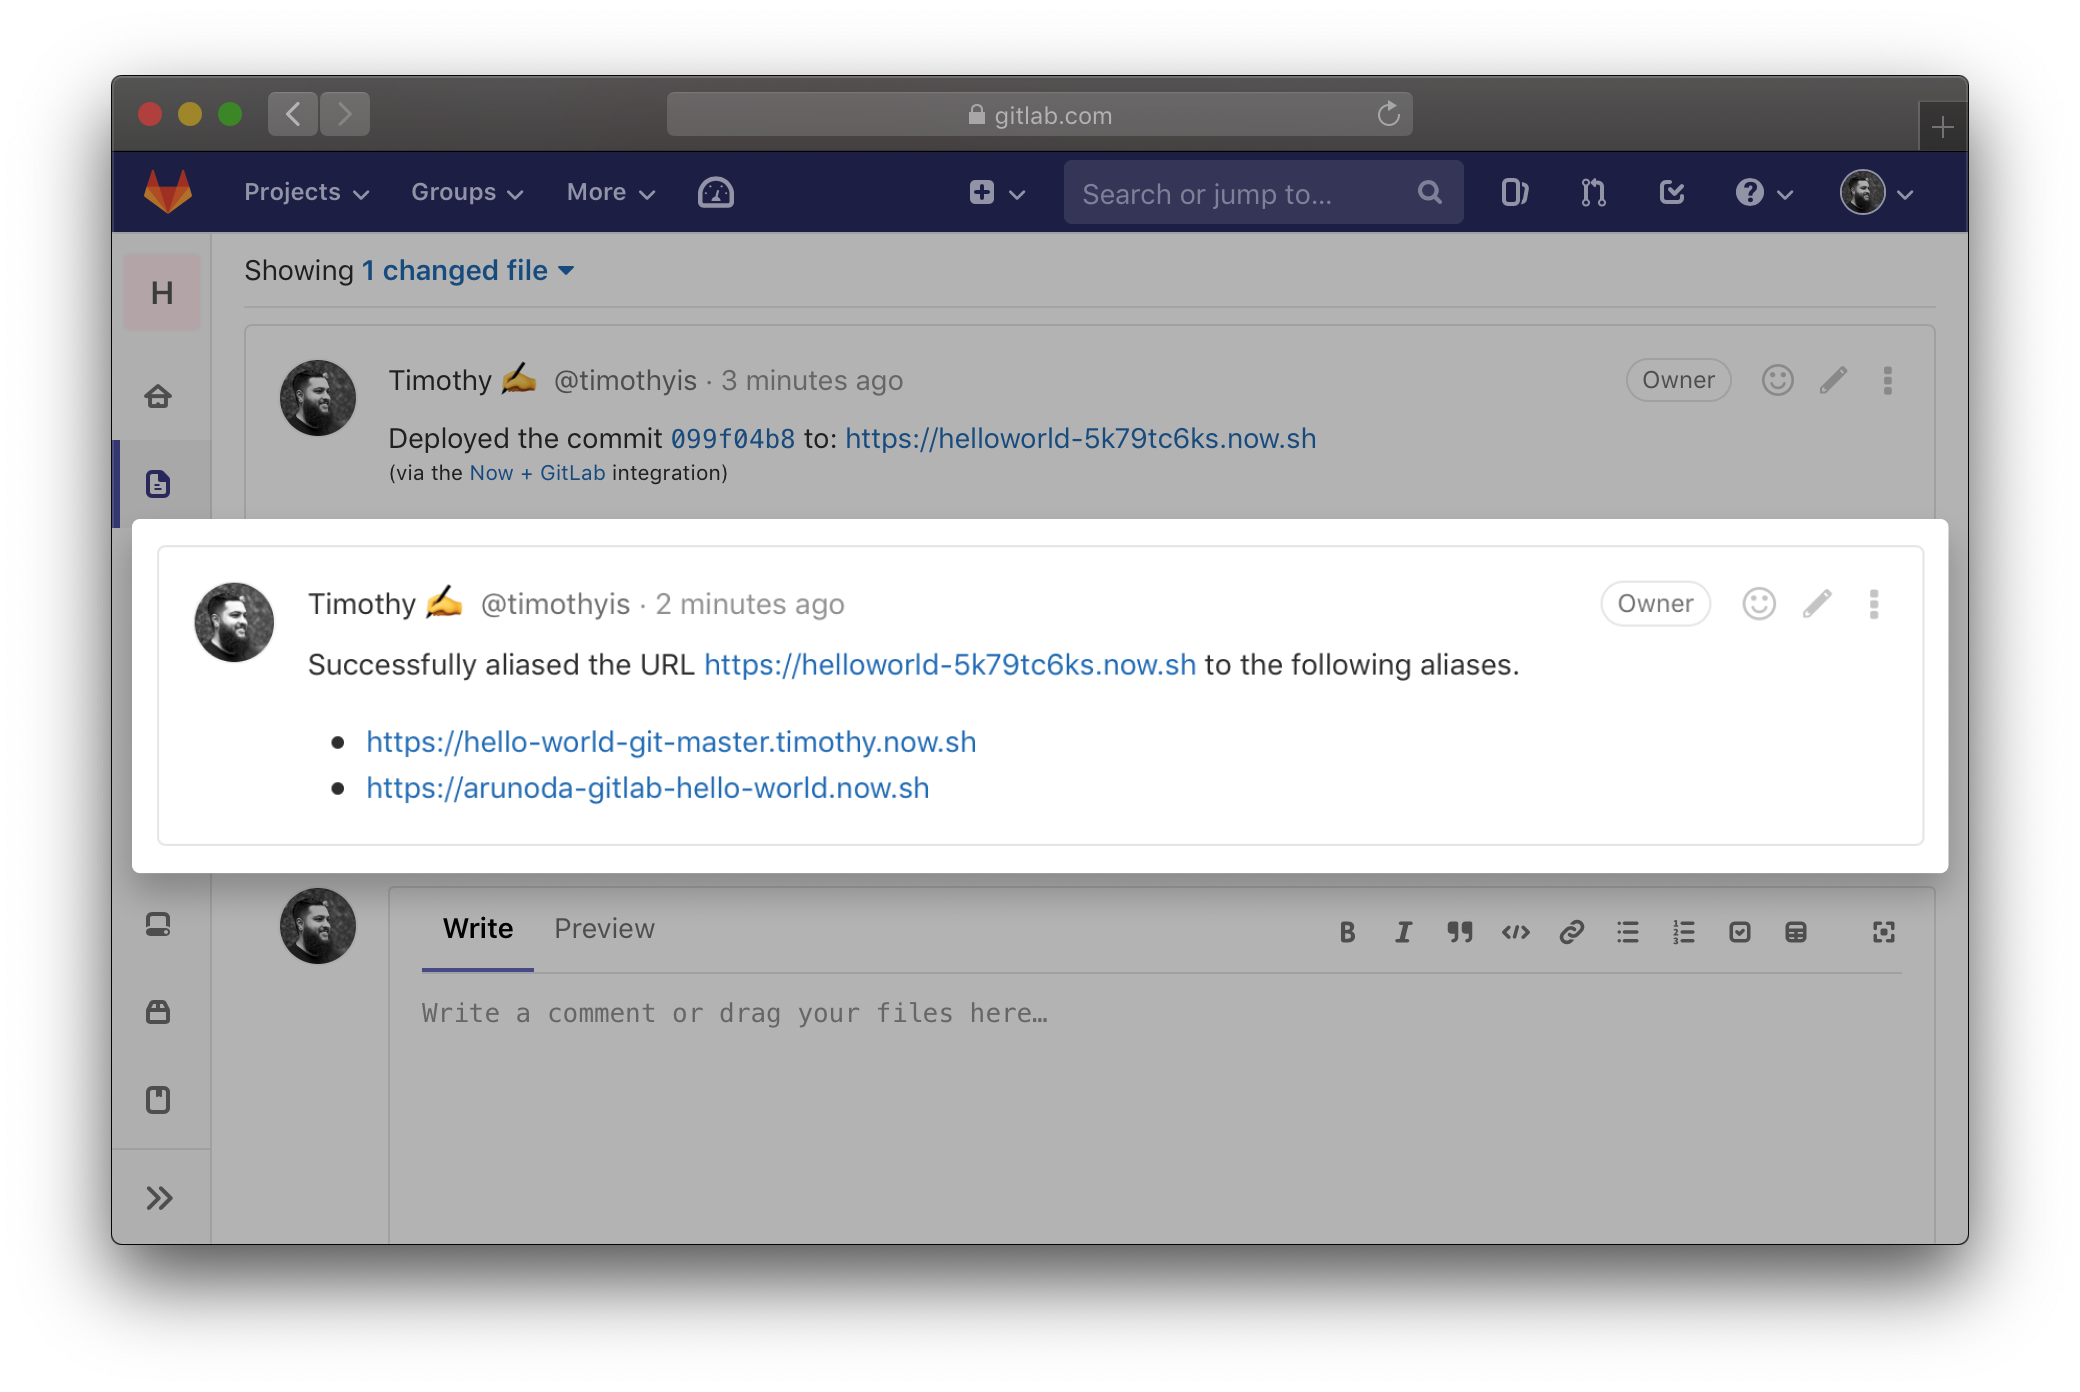 gitlab.com
Projects Groups More Search or jump to...
H
Showing 1 changed file
Timothy ✍️ @timothyis · 3 minutes ago Owner
Deployed the commit 099f04b8 to: https://helloworld-5k79tc6ks.now.sh
(via the Now + GitLab integration)
Timothy ✍️ @timothyis · 2 minutes ago Owner
Successfully aliased the URL https://helloworld-5k79tc6ks.now.sh to the following aliases.
• https://hello-world-git-master.timothy.now.sh
• https://arunoda-gitlab-hello-world.now.sh
Write Preview
Write a comment or drag your files here…